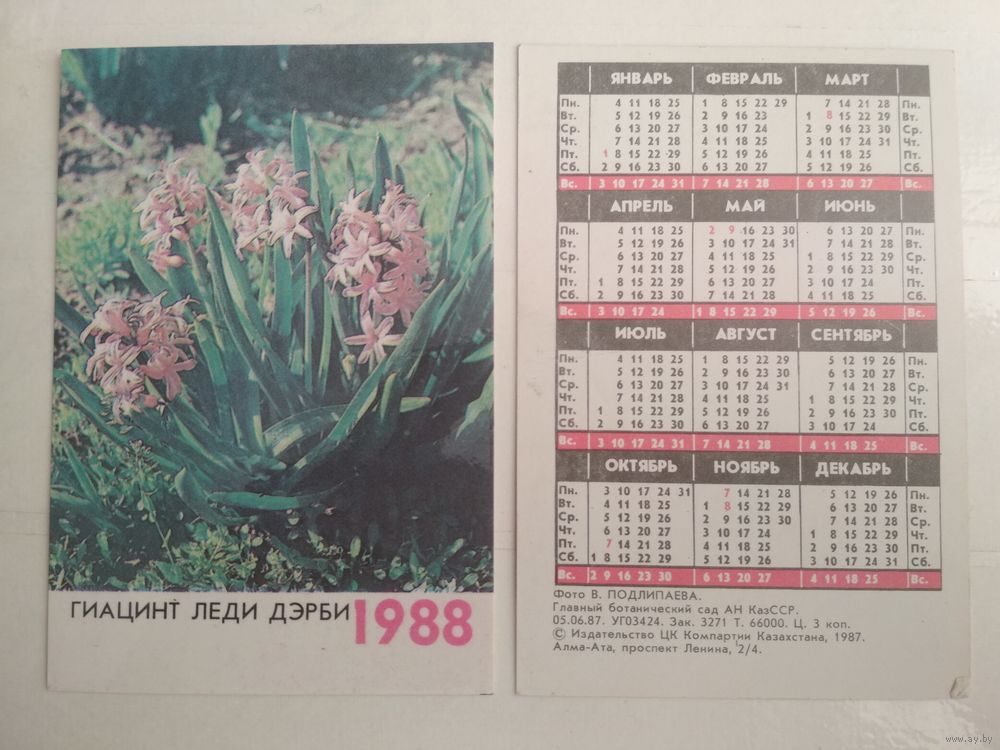 ГИАЦИНТ ЛЕДИ ДЭРБИ 1988
ЯНВАРЬ ФЕВРАЛЬ МАРТ
Пн. 4 11 18 25 1 8 15 22 29 7 14 21 28 Пн.
Вт. 5 12 19 26 2 9 16 23 1 8 15 22 29 Вт.
Ср. 6 13 20 27 3 10 17 24 2 9 16 23 30 Ср.
Чт. 7 14 21 28 4 11 18 25 3 10 17 24 31 Чт.
Пт. 1 8 15 22 29 5 12 19 26 4 11 18 25 Пт.
Сб. 2 9 16 23 30 6 13 20 27 5 12 19 26 Сб.
Вс. 3 10 17 24 31 7 14 21 28 6 13 20 27 Вс.
АПРЕЛЬ МАЙ ИЮНЬ
Пн. 4 11 18 25 2 9 16 23 30 6 13 20 27 Пн.
Вт. 5 12 19 26 3 10 17 24 31 7 14 21 28 Вт.
Ср. 6 13 20 27 4 11 18 25 1 8 15 22 29 Ср.
Чт. 7 14 21 28 5 12 19 26 2 9 16 23 30 Чт.
Пт. 1 8 15 22 29 6 13 20 27 3 10 17 24 Пт.
Сб. 2 9 16 23 30 7 14 21 28 4 11 18 25 Сб.
Вс. 3 10 17 24 1 8 15 22 29 5 12 19 26 Вс.
ИЮЛЬ АВГУСТ СЕНТЯБРЬ
Пн. 4 11 18 25 1 8 15 22 29 5 12 19 26 Пн.
Вт. 5 12 19 26 2 9 16 23 30 6 13 20 27 Вт.
Ср. 6 13 20 27 3 10 17 24 31 7 14 21 28 Ср.
Чт. 7 14 21 28 4 11 18 25 1 8 15 22 29 Чт.
Пт. 1 8 15 22 29 5 12 19 26 2 9 16 23 30 Пт.
Сб. 2 9 16 23 30 6 13 20 27 3 10 17 24 Сб.
Вс. 3 10 17 24 31 7 14 21 28 4 11 18 25 Вс.
ОКТЯБРЬ НОЯБРЬ ДЕКАБРЬ
Пн. 3 10 17 24 31 7 14 21 28 5 12 19 26 Пн.
Вт. 4 11 18 25 1 8 15 22 29 6 13 20 27 Вт.
Ср. 5 12 19 26 2 9 16 23 30 7 14 21 28 Ср.
Чт. 6 13 20 27 3 10 17 24 1 8 15 22 29 Чт.
Пт. 7 14 21 28 4 11 18 25 2 9 16 23 30 Пт.
Сб. 1 8 15 22 29 5 12 19 26 3 10 17 24 31 Сб.
Вс. 2 9 16 23 30 6 13 20 27 4 11 18 25 Вс.
Фото В. ПОДЛИПАЕВА.
Главный ботанический сад АН КазССР.
05.06.87. УГ03424. Зак. 3271 Т. 66000. Ц. 3 коп.
© Издательство ЦК Компартии Казахстана, 1987.
Алма-Ата, проспект Ленина, 2/4.
www.ay.by